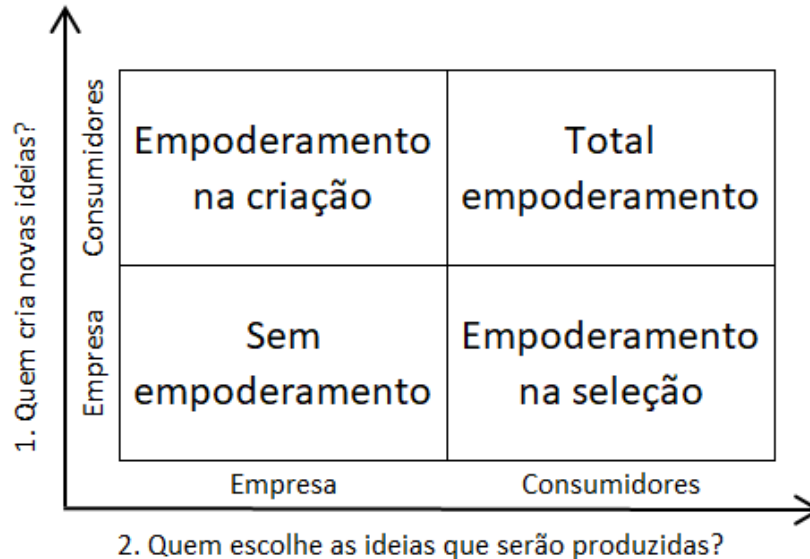 1. Quem cria novas ideias?
Consumidores
Empoderamento
na criação
Total
empoderamento
Empresa
Sem
empoderamento
Empoderamento
na seleção
Empresa
Consumidores
2. Quem escolhe as ideias que serão produzidas?